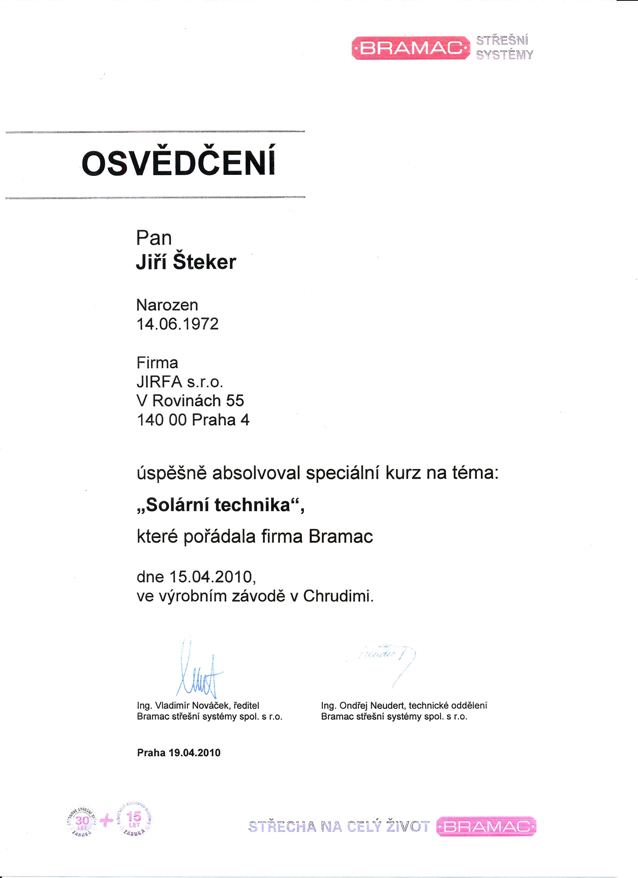 BRAMAC STŘEŠNÍ
SYSTÉMY
OSVĚDČENÍ
Pan
Jiří Šteker
Narozen
14.06.1972
Firma
JIRFA s.r.o.
V Rovinách 55
140 00 Praha 4
úspěšně absolvoval speciální kurz na téma:
„Solární technika“,
které pořádala firma Bramac
dne 15.04.2010,
ve výrobním závodě v Chrudimi.
Ing. Vladimír Nováček, ředitel
Bramac střešní systémy spol. s r.o.
Ing. Ondřej Neudert, technické oddělení
Bramac střešní systémy spol. s r.o.
Praha 19.04.2010
30
LET
ZÁRUKA
+
15
LET
ZÁRUKA
STŘECHA NA CELÝ ŽIVOT BRAMAC